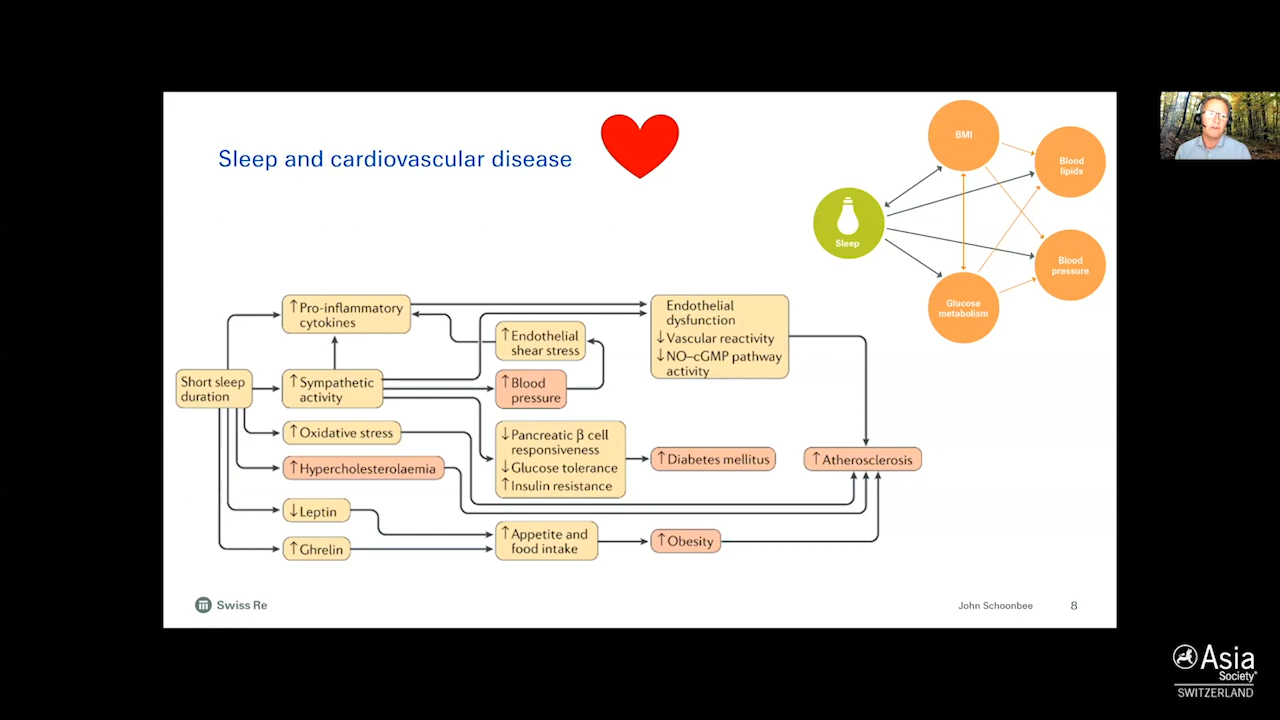 Sleep and cardiovascular disease
BMI
Blood
lipids
Sleep
Blood
pressure
Glucose
metabolism
↑Pro-inflammatory
cytokines
↑Endothelial
shear stress
Endothelial
dysfunction
↓Vascular reactivity
↓NO–cGMP pathway
activity
Short sleep
duration
↑Sympathetic
activity
↑Blood
pressure
↑Oxidative stress
↓Pancreatic β cell
responsiveness
↓Glucose tolerance
↑Insulin resistance
↑Diabetes mellitus
↑Atherosclerosis
↑Hypercholesterolaemia
↓Leptin
↑Ghrelin
↑Appetite and
food intake
↑Obesity
Swiss Re
John Schoonbee
8
Asia
Society
SWITZERLAND